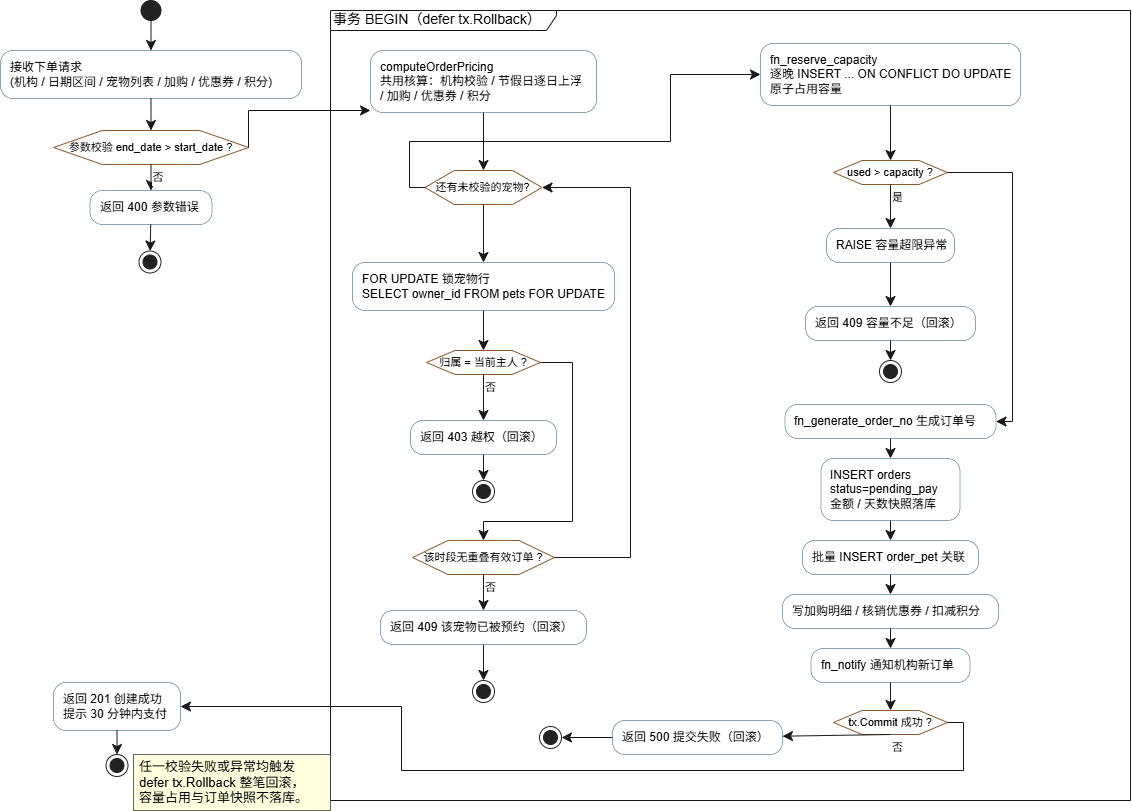 事务 BEGIN（defer tx.Rollback）
接收下单请求
(机构 / 日期区间 / 宠物列表 / 加购 / 优惠券 / 积分)
参数校验 end_date > start_date ？
否
返回 400 参数错误
computeOrderPricing
共用核算：机构校验 / 节假日逐日上浮
/ 加购 / 优惠券 / 积分
还有未校验的宠物?
FOR UPDATE 锁宠物行
SELECT owner_id FROM pets FOR UPDATE
归属 = 当前主人 ？
否
返回 403 越权（回滚）
该时段无重叠有效订单？
否
返回 409 该宠物已被预约（回滚）
fn_reserve_capacity
逐晚 INSERT ... ON CONFLICT DO UPDATE
原子占用容量
used > capacity ？
是
RAISE 容量超限异常
返回 409 容量不足（回滚）
fn_generate_order_no 生成订单号
INSERT orders
status=pending_pay
金额 / 天数快照落库
批量 INSERT order_pet 关联
写加购明细 / 核销优惠券 / 扣减积分
fn_notify 通知机构新订单
tx.Commit 成功？
否
返回 500 提交失败（回滚）
返回 201 创建成功
提示 30 分钟内支付
任一校验失败或异常均触发
defer tx.Rollback 整笔回滚，
容量占用与订单快照不落库。